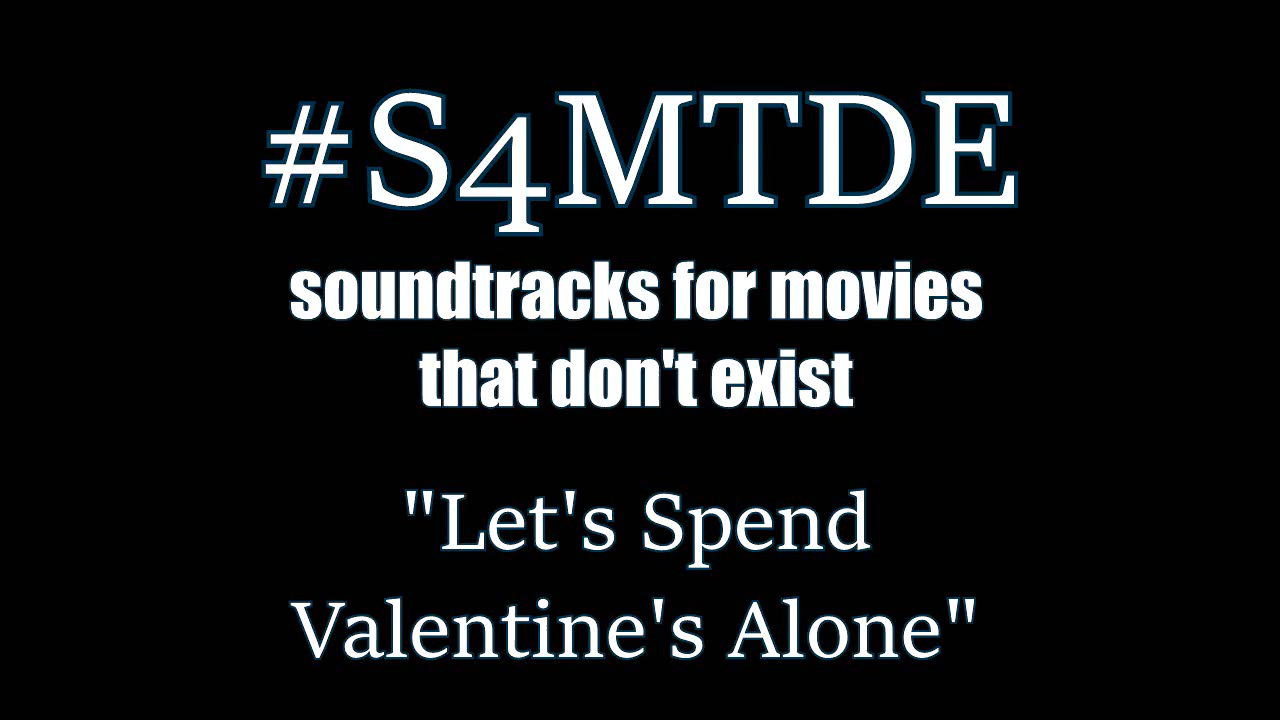 #S4MTDE
soundtracks for movies
that don't exist
"Let's Spend
Valentine's Alone"